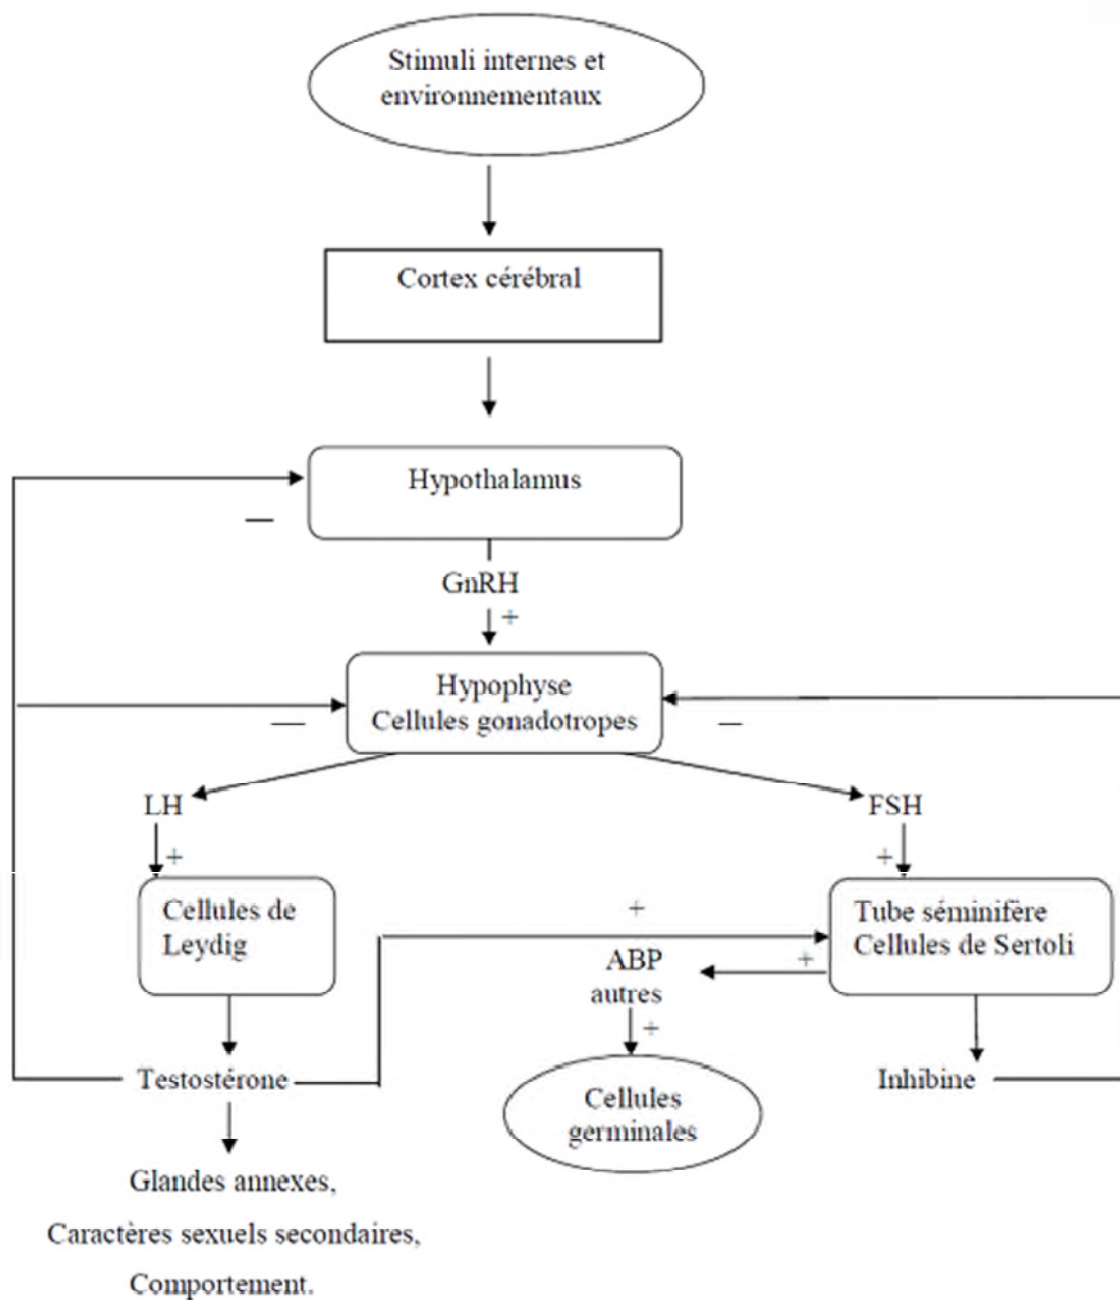 Stimuli internes et
environnementaux
Cortex cérébral
Hypothalamus
—
GnRH
+
Hypophyse
Cellules gonadotropes
—
—
LH
FSH
+
+
Cellules de
Leydig
+
Tube séminifère
Cellules de Sertoli
ABP
autres
+
+
Testostérone
Inhibine
Cellules
germinales
Glandes annexes,
Caractères sexuels secondaires,
Comportement.